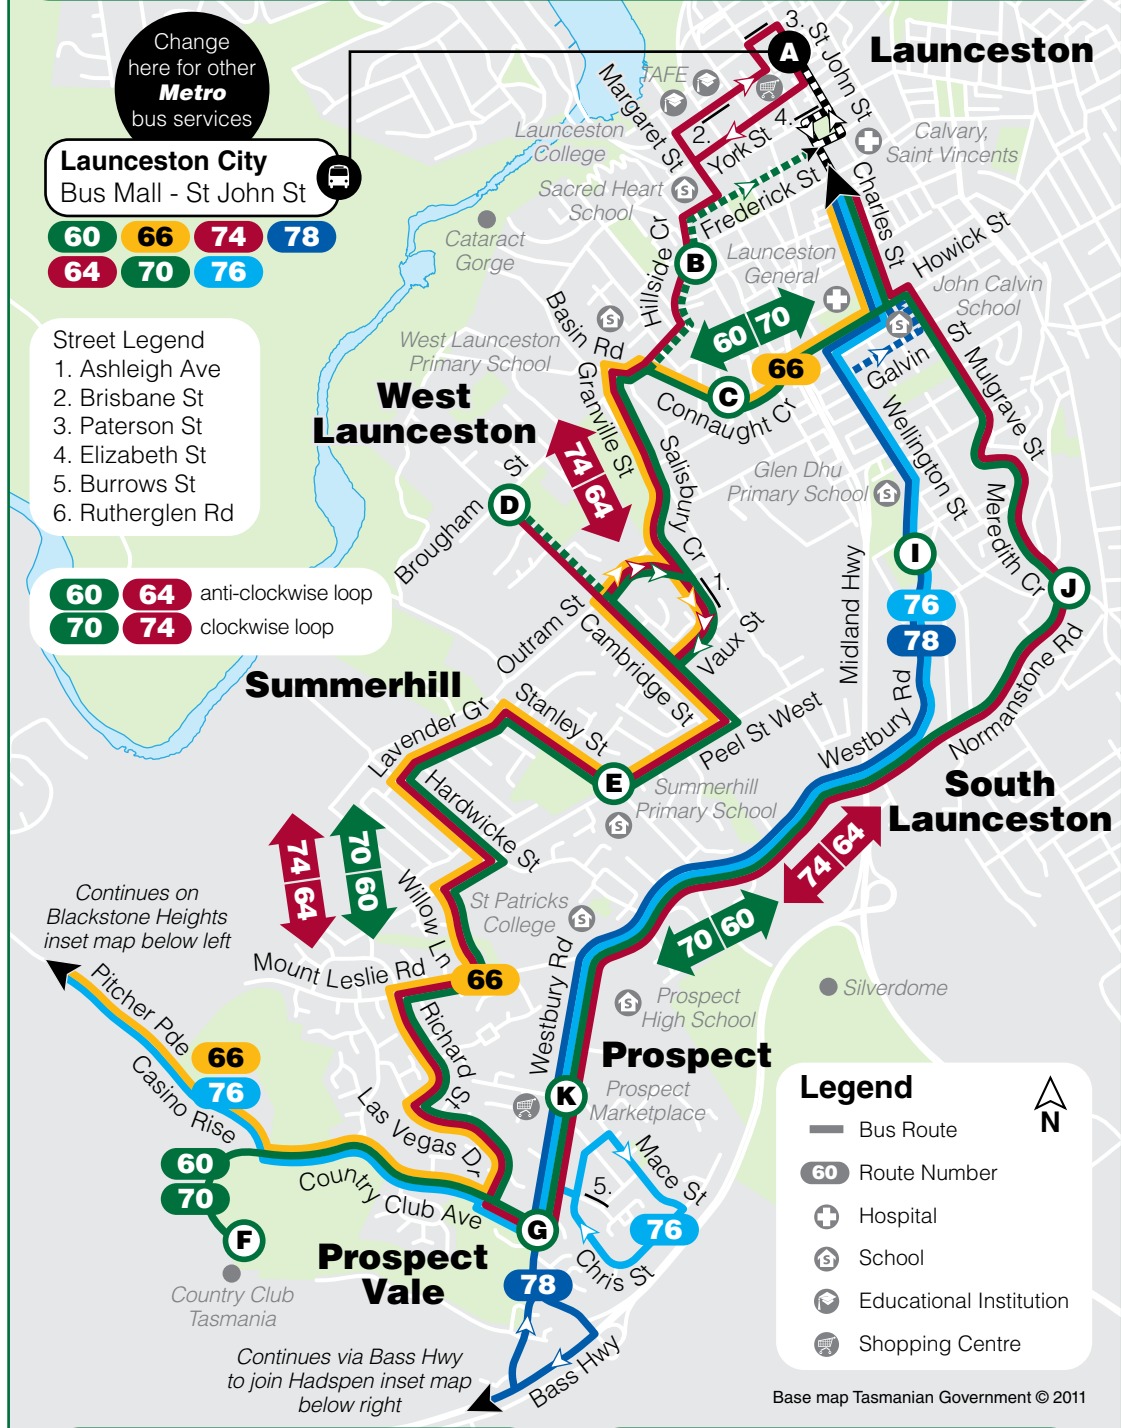 Change
here for other
Metro
bus services
Launceston City
Bus Mall - St John St
60 66 74 78
64 70 76
Street Legend
1. Ashleigh Ave
2. Brisbane St
3. Paterson St
4. Elizabeth St
5. Burrows St
6. Rutherglen Rd
60 64 anti-clockwise loop
70 74 clockwise loop
Launceston
A
3.
St John St
TAFE
Margaret St
2.
4.
York St
Launceston
College
Calvary,
Saint Vincents
Sacred Heart
School
Frederick St
Charles St
Cataract
Gorge
Hillside Cr
B
Launceston
General
Howick St
John Calvin
School
Basin Rd
60 70
West Launceston
Primary School
66
Galvin
St
Mulgrave St
Granville St
C
Connaught Cr
West
Launceston
74 64
Salisbury Cr
Wellington St
Glen Dhu
Primary School
Brougham
St
D
Meredith Cr
I
J
1.
Outram St
Cambridge St
Vaux St
Midland Hwy
76
78
Summerhill
Lavender Gr
Stanley St
Peel St West
Westbury Rd
Normanstone Rd
E
Summerhill
Primary School
Hardwicke St
South
Launceston
74 64
70 60
74 64
Willow Ln
St Patricks
College
70 60
Continues on
Blackstone Heights
inset map below left
Mount Leslie Rd
66
Westbury Rd
Silverdome
Prospect
High School
Pitcher Pde
Richard St
Prospect
66
76
Casino Rise
K
Prospect
Marketplace
Las Vegas Dr
Mace St
60
70
Country Club Ave
5.
76
F
G
Chris St
Prospect
Vale
Country Club
Tasmania
78
Bass Hwy
Continues via Bass Hwy
to join Hadspen inset map
below right
Legend
N
Bus Route
60 Route Number
Hospital
S School
Educational Institution
Shopping Centre
Base map Tasmanian Government © 2011